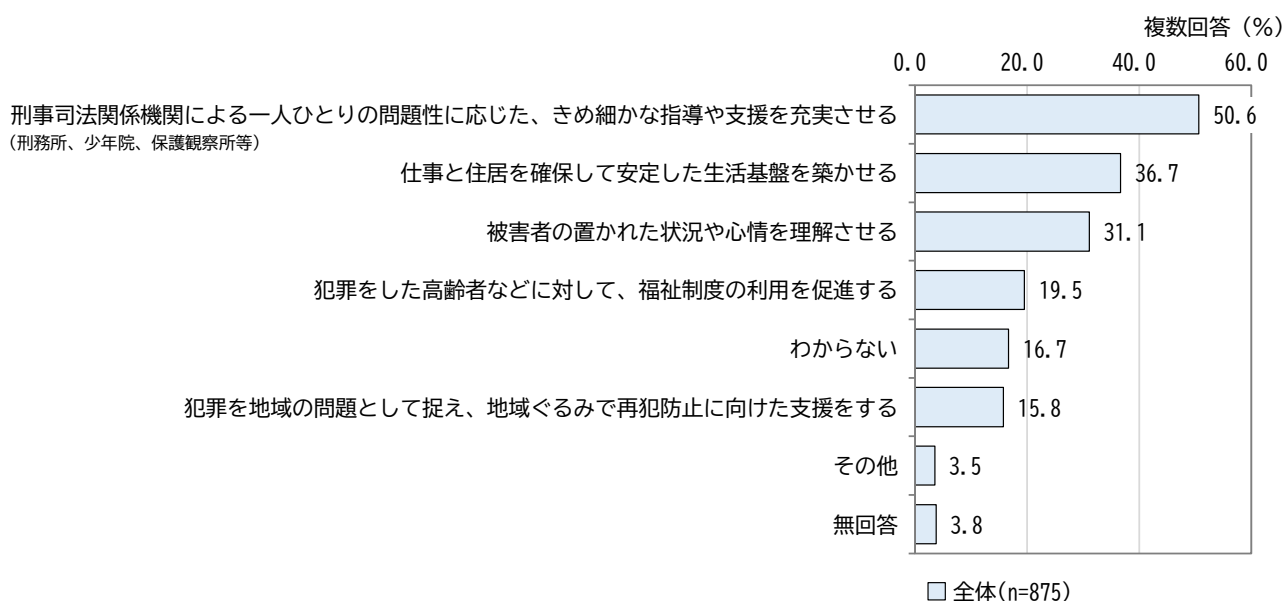 複数回答（%）
0.0 20.0 40.0 60.0
刑事司法関係機関による一人ひとりの問題性に応じた、きめ細かな指導や支援を充実させる 50.6
（刑務所、少年院、保護観察所等）
仕事と住居を確保して安定した生活基盤を築かせる 36.7
被害者の置かれた状況や心情を理解させる 31.1
犯罪をした高齢者などに対して、福祉制度の利用を促進する 19.5
わからない 16.7
犯罪を地域の問題として捉え、地域ぐるみで再犯防止に向けた支援をする 15.8
その他 3.5
無回答 3.8
全体(n=875)